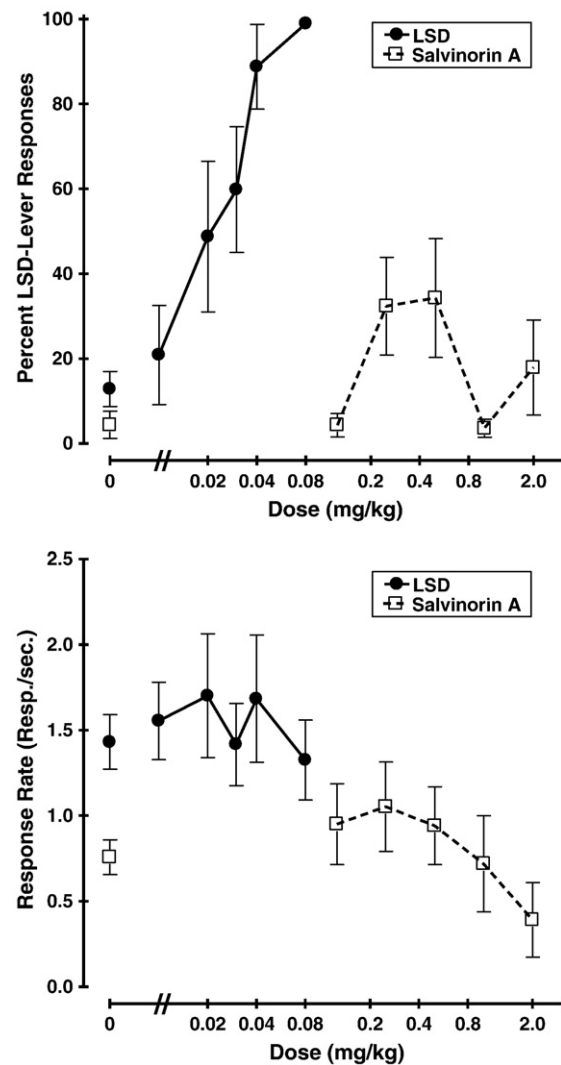 100
80
60
40
20
0
Percent LSD-Lever Responses
LSD
Salvinorin A
0 0.02 0.04 0.08 0.2 0.4 0.8 2.0
Dose (mg/kg)
2.5
2.0
1.5
1.0
0.5
0.0
Response Rate (Resp./sec.)
LSD
Salvinorin A
0 0.02 0.04 0.08 0.2 0.4 0.8 2.0
Dose (mg/kg)